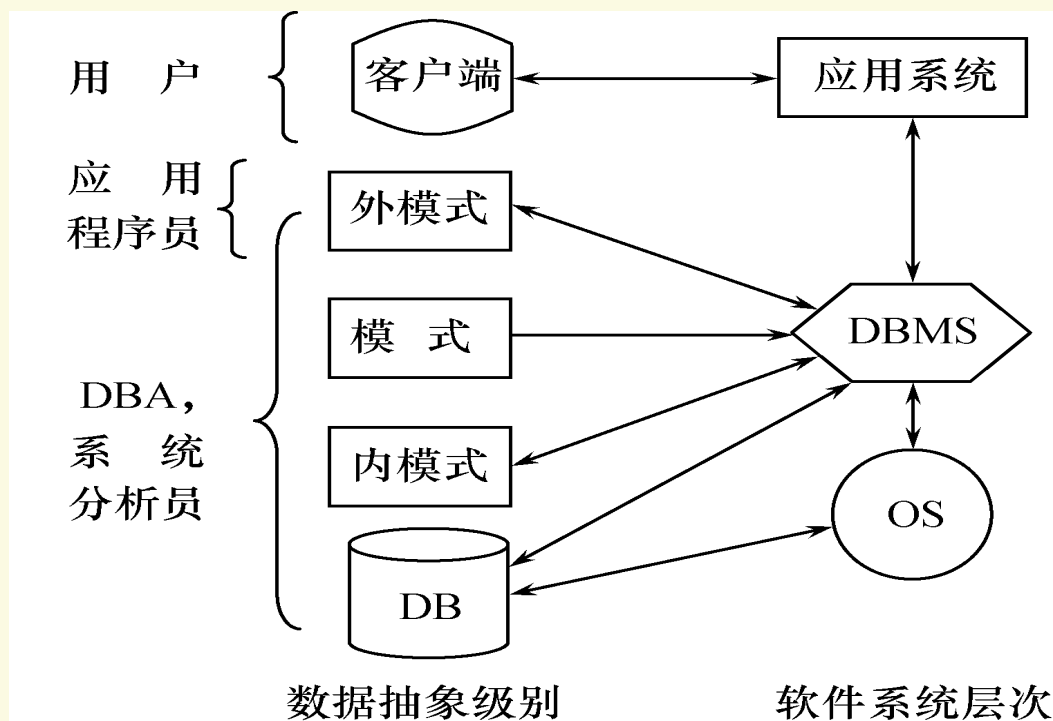 用 户
客户端
应用系统
应 用
程序员
外模式
模 式
DBMS
DBA，
系 统
分析员
内模式
OS
DB
数据抽象级别
软件系统层次